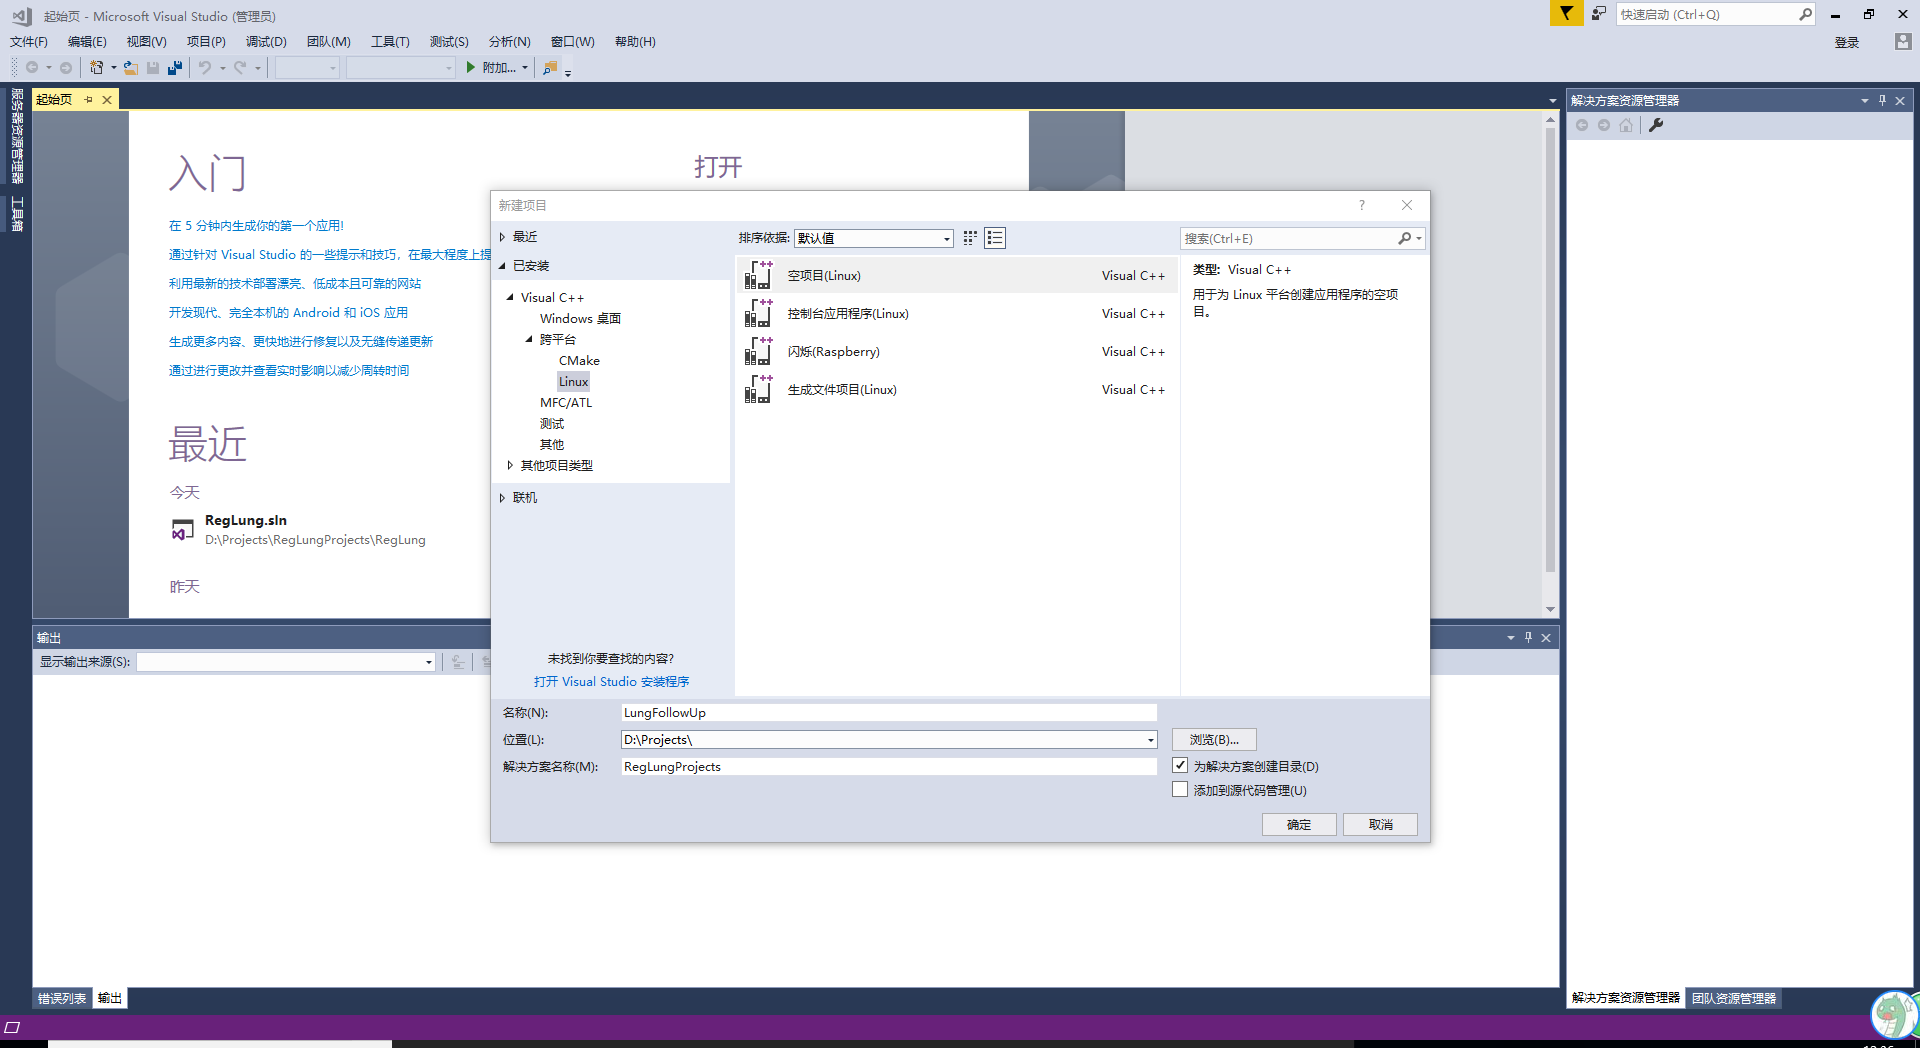 起始页 - Microsoft Visual Studio (管理员)
快速启动 (Ctrl+Q)
文件(F) 编辑(E) 视图(V) 项目(P) 调试(D) 团队(M) 工具(T) 测试(S) 分析(N) 窗口(W) 帮助(H)
登录
附加...
服务器资源管理器
工具箱
起始页
入门
在 5 分钟内生成你的第一个应用!
通过针对 Visual Studio 的一些提示和技巧，在最大程度上提
利用最新的技术部署漂亮、低成本且可靠的网站
开发现代、完全本机的 Android 和 iOS 应用
生成更多内容、更快地进行修复以及无缝传递更新
通过进行更改并查看实时影响以减少周转时间
最近
今天
RegLung.sln
D:\Projects\RegLungProjects\RegLung
昨天
打开
新建项目
?
最近
已安装
Visual C++
Windows 桌面
跨平台
CMake
Linux
MFC/ATL
测试
其他
其他项目类型
联机
未找到你要查找的内容?
打开 Visual Studio 安装程序
排序依据: 默认值
空项目(Linux) Visual C++
控制台应用程序(Linux) Visual C++
闪烁(Raspberry) Visual C++
生成文件项目(Linux) Visual C++
搜索(Ctrl+E)
类型: Visual C++
用于为 Linux 平台创建应用程序的空项
目。
名称(N): LungFollowUp
位置(L): D:\Projects\
浏览(B)...
解决方案名称(M): RegLungProjects
为解决方案创建目录(D)
添加到源代码管理(U)
确定 取消
输出
显示输出来源(S):
错误列表 输出
解决方案资源管理器
解决方案资源管理器 团队资源管理器